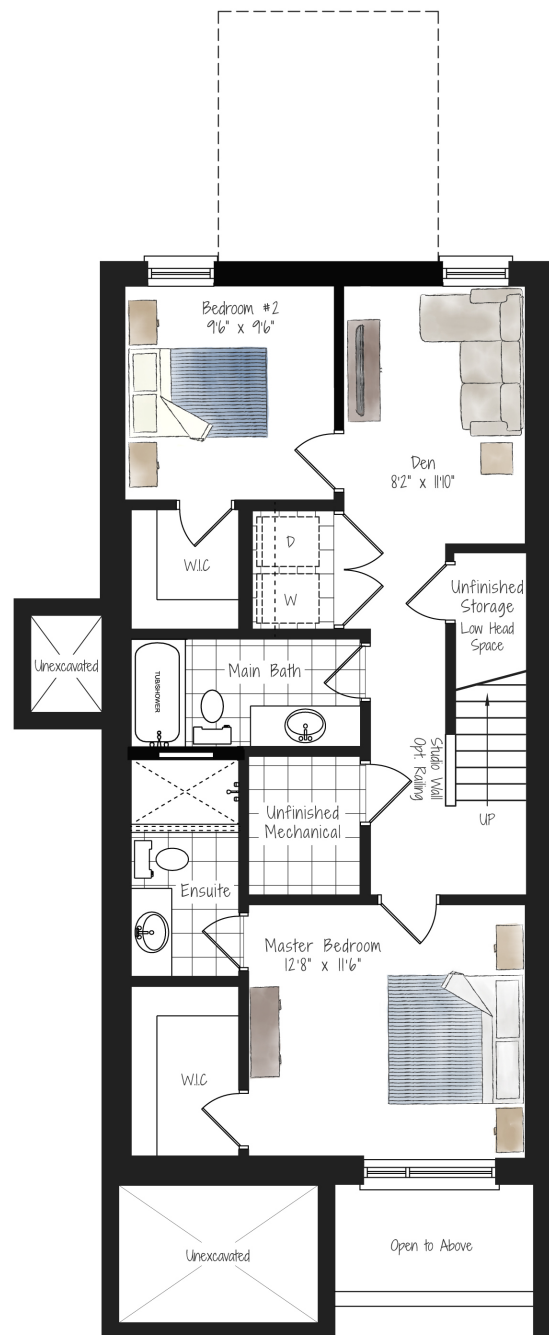 Bedroom #2
9'6" x 9'6"
Den
8'2" x 11'10"
W.I.C
D
W
Unfinished
Storage
Low Head
Space
Unexcavated
TUB/SHOWER
Main Bath
Studio Wall
Opt. Railing
UP
Unfinished
Mechanical
Ensuite
Master Bedroom
12'8" x 11'6"
W.I.C
Unexcavated
Open to Above